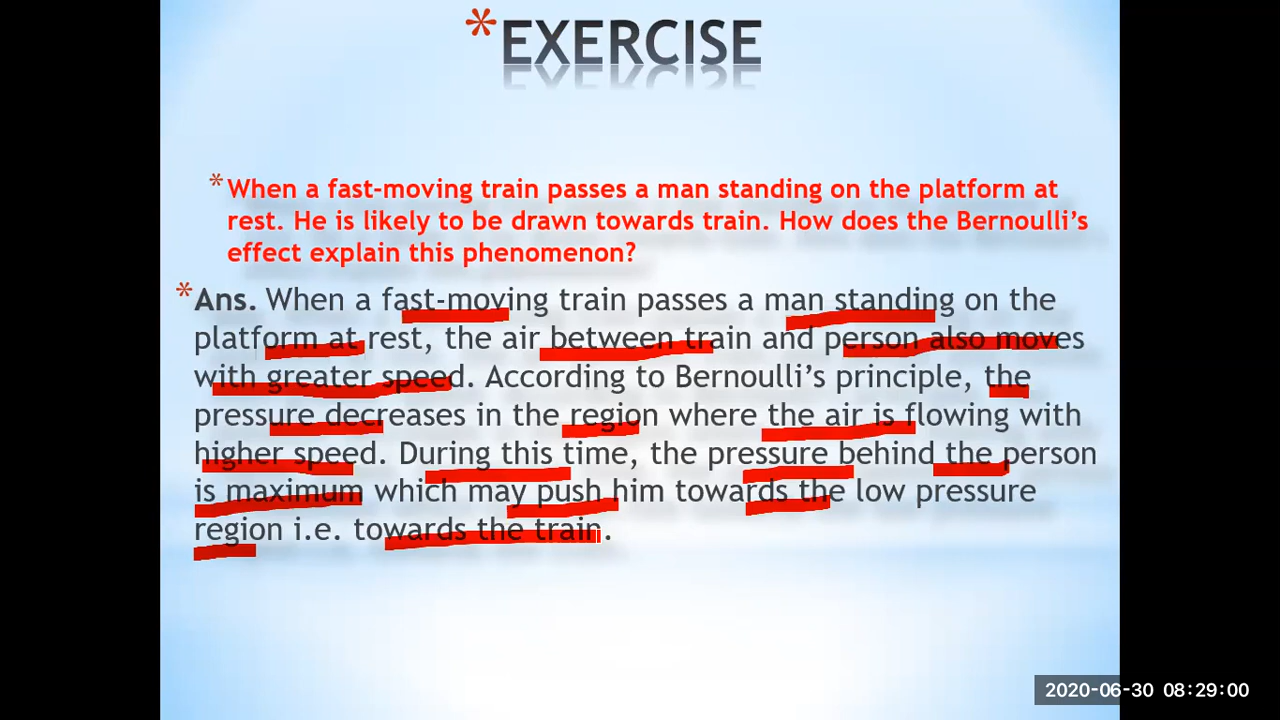 *EXERCISE
*When a fast-moving train passes a man standing on the platform at
rest. He is likely to be drawn towards train. How does the Bernoulli’s
effect explain this phenomenon?
*Ans. When a fast-moving train passes a man standing on the
platform at rest, the air between train and person also moves
with greater speed. According to Bernoulli’s principle, the
pressure decreases in the region where the air is flowing with
higher speed. During this time, the pressure behind the person
is maximum which may push him towards the low pressure
region i.e. towards the train.
2020-06-30 08:29:00